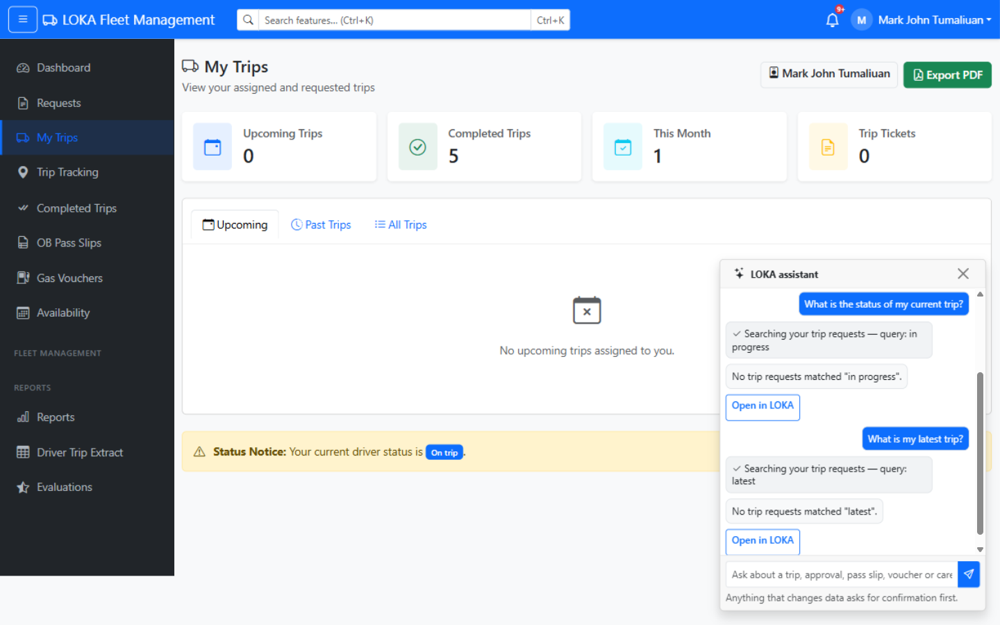 LOKA Fleet Management
Search features... (Ctrl+K)
Ctrl+K
9+
M
Mark John Tumaliuan
Dashboard
Requests
My Trips
Trip Tracking
Completed Trips
OB Pass Slips
Gas Vouchers
Availability
FLEET MANAGEMENT
REPORTS
Reports
Driver Trip Extract
Evaluations
My Trips
View your assigned and requested trips
Mark John Tumaliuan
Export PDF
Upcoming Trips
0
Completed Trips
5
This Month
1
Trip Tickets
0
Upcoming
Past Trips
All Trips
No upcoming trips assigned to you.
Status Notice: Your current driver status is On trip.
LOKA assistant
What is the status of my current trip?
Searching your trip requests — query: in
progress
No trip requests matched "in progress".
Open in LOKA
What is my latest trip?
Searching your trip requests — query:
latest
No trip requests matched "latest".
Open in LOKA
Ask about a trip, approval, pass slip, voucher or care
Anything that changes data asks for confirmation first.